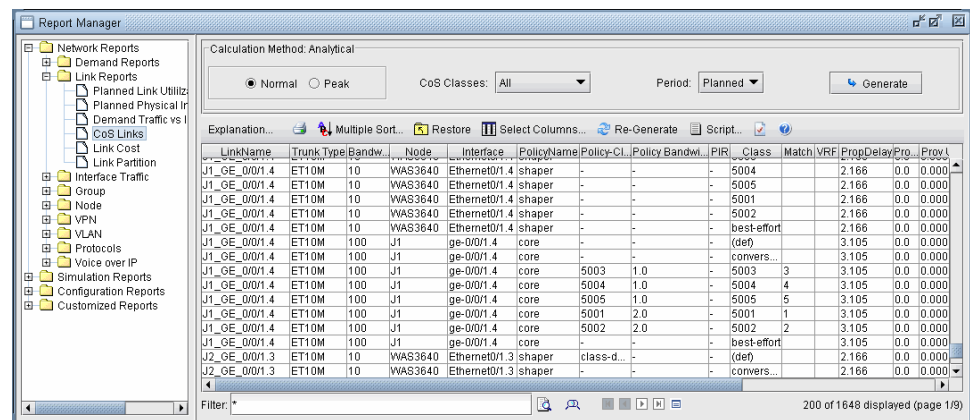 Report Manager
Network Reports
Demand Reports
Link Reports
Planned Link Utiliz
Planned Physical In
Demand Traffic vs I
CoS Links
Link Cost
Link Partition
Interface Traffic
Group
Node
VPN
VLAN
Protocols
Voice over IP
Simulation Reports
Configuration Reports
Customized Reports
Calculation Method: Analytical
Normal Peak CoS Classes: All Period: Planned Generate
Explanation... Multiple Sort... Restore Select Columns... Re-Generate Script...
LinkName Trunk Type Bandw... Node Interface PolicyName Policy-Cl... Policy Bandwi... PIR Class Match VRF PropDelay Pro... Prov U
J1_GE_0/0/1.4 ET10M 10 WAS3640 Ethernet0/1.4 shaper - - - 5004 2.166 0.0 0.000
J1_GE_0/0/1.4 ET10M 10 WAS3640 Ethernet0/1.4 shaper - - - 5005 2.166 0.0 0.000
J1_GE_0/0/1.4 ET10M 10 WAS3640 Ethernet0/1.4 shaper - - - 5001 2.166 0.0 0.000
J1_GE_0/0/1.4 ET10M 10 WAS3640 Ethernet0/1.4 shaper - - - 5002 2.166 0.0 0.000
J1_GE_0/0/1.4 ET10M 10 WAS3640 Ethernet0/1.4 shaper - - - best-effort 2.166 0.0 0.000
J1_GE_0/0/1.4 ET10M 100 J1 ge-0/0/1.4 core - - - (def) 3.105 0.0 0.000
J1_GE_0/0/1.4 ET10M 100 J1 ge-0/0/1.4 core - - - convers... 3.105 0.0 0.000
J1_GE_0/0/1.4 ET10M 100 J1 ge-0/0/1.4 core 5003 1.0 - 5003 3 3.105 0.0 0.000
J1_GE_0/0/1.4 ET10M 100 J1 ge-0/0/1.4 core 5004 1.0 - 5004 4 3.105 0.0 0.000
J1_GE_0/0/1.4 ET10M 100 J1 ge-0/0/1.4 core 5005 1.0 - 5005 5 3.105 0.0 0.000
J1_GE_0/0/1.4 ET10M 100 J1 ge-0/0/1.4 core 5001 2.0 - 5001 1 3.105 0.0 0.000
J1_GE_0/0/1.4 ET10M 100 J1 ge-0/0/1.4 core 5002 2.0 - 5002 2 3.105 0.0 0.000
J1_GE_0/0/1.4 ET10M 100 J1 ge-0/0/1.4 core - - - best-effort 3.105 0.0 0.000
J2_GE_0/0/1.3 ET10M 10 WAS3640 Ethernet0/1.3 shaper class-d... - - (def) 2.166 0.0 0.000
J2_GE_0/0/1.3 ET10M 10 WAS3640 Ethernet0/1.3 shaper - - - convers... 2.166 0.0 0.000
Filter: * 200 of 1648 displayed (page 1/9)